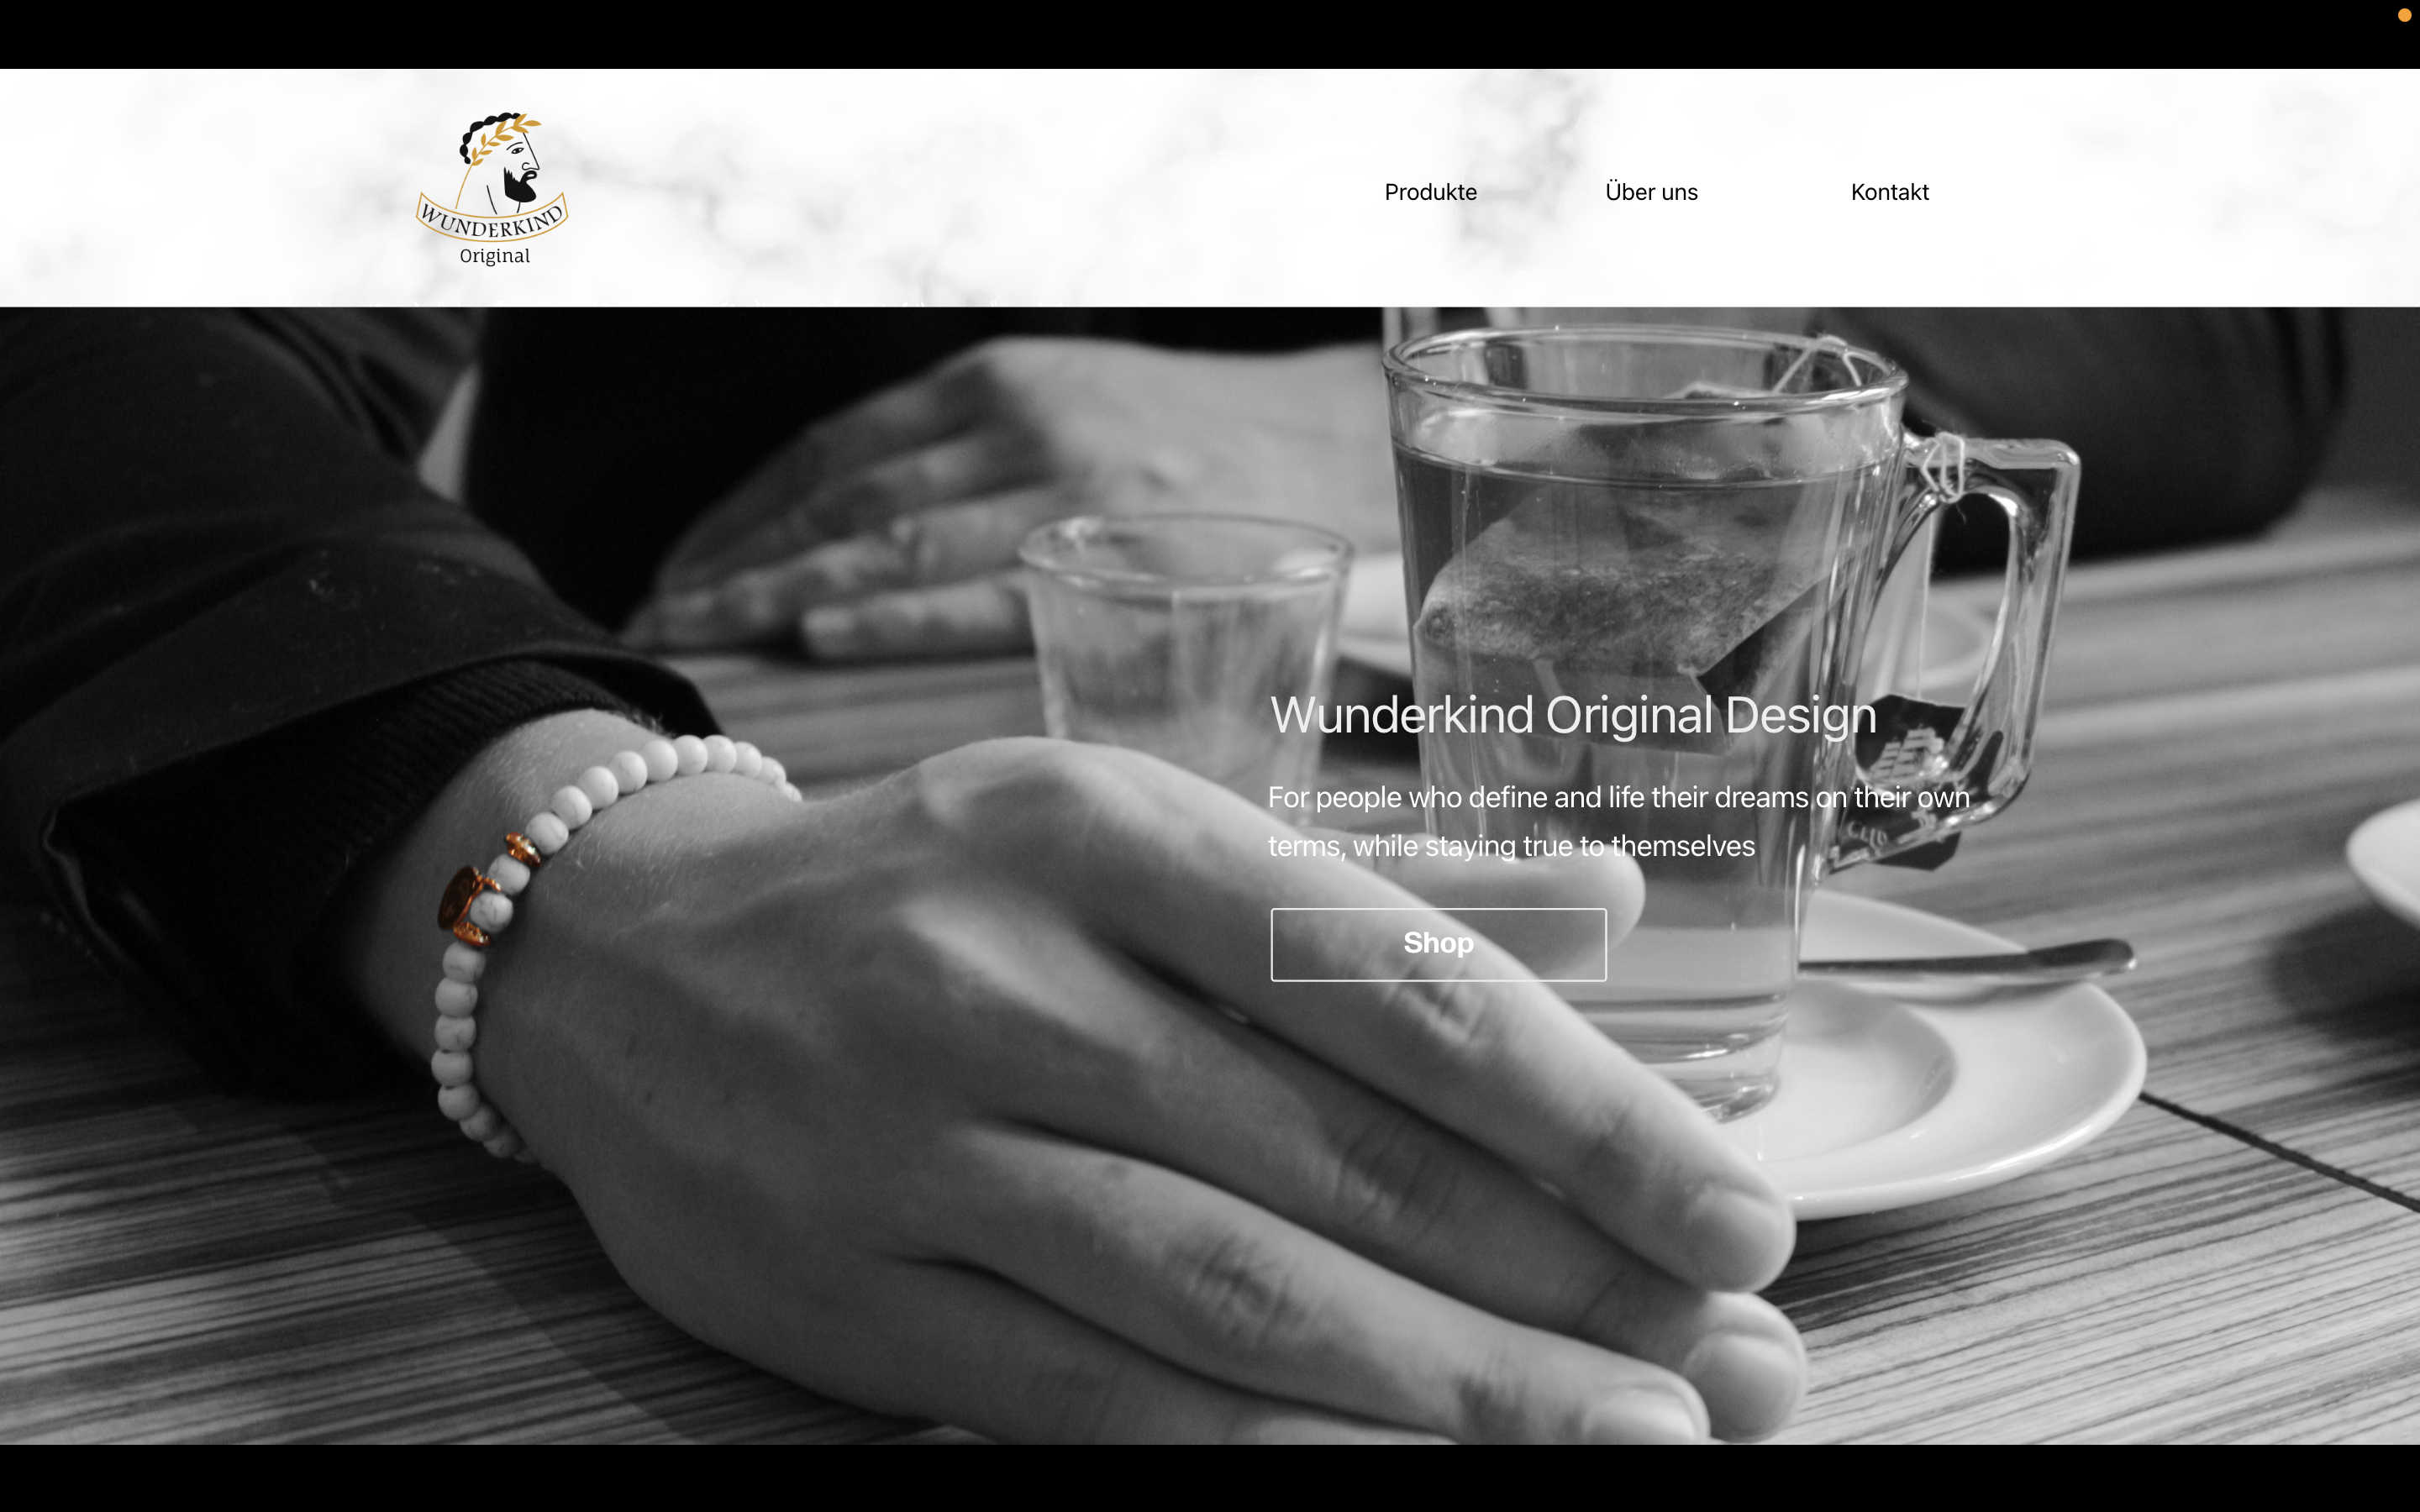 WUNDERKIND
Original
Produkte
Über uns
Kontakt
Wunderkind Original Design
For people who define and life their dreams on their own
terms, while staying true to themselves
Shop